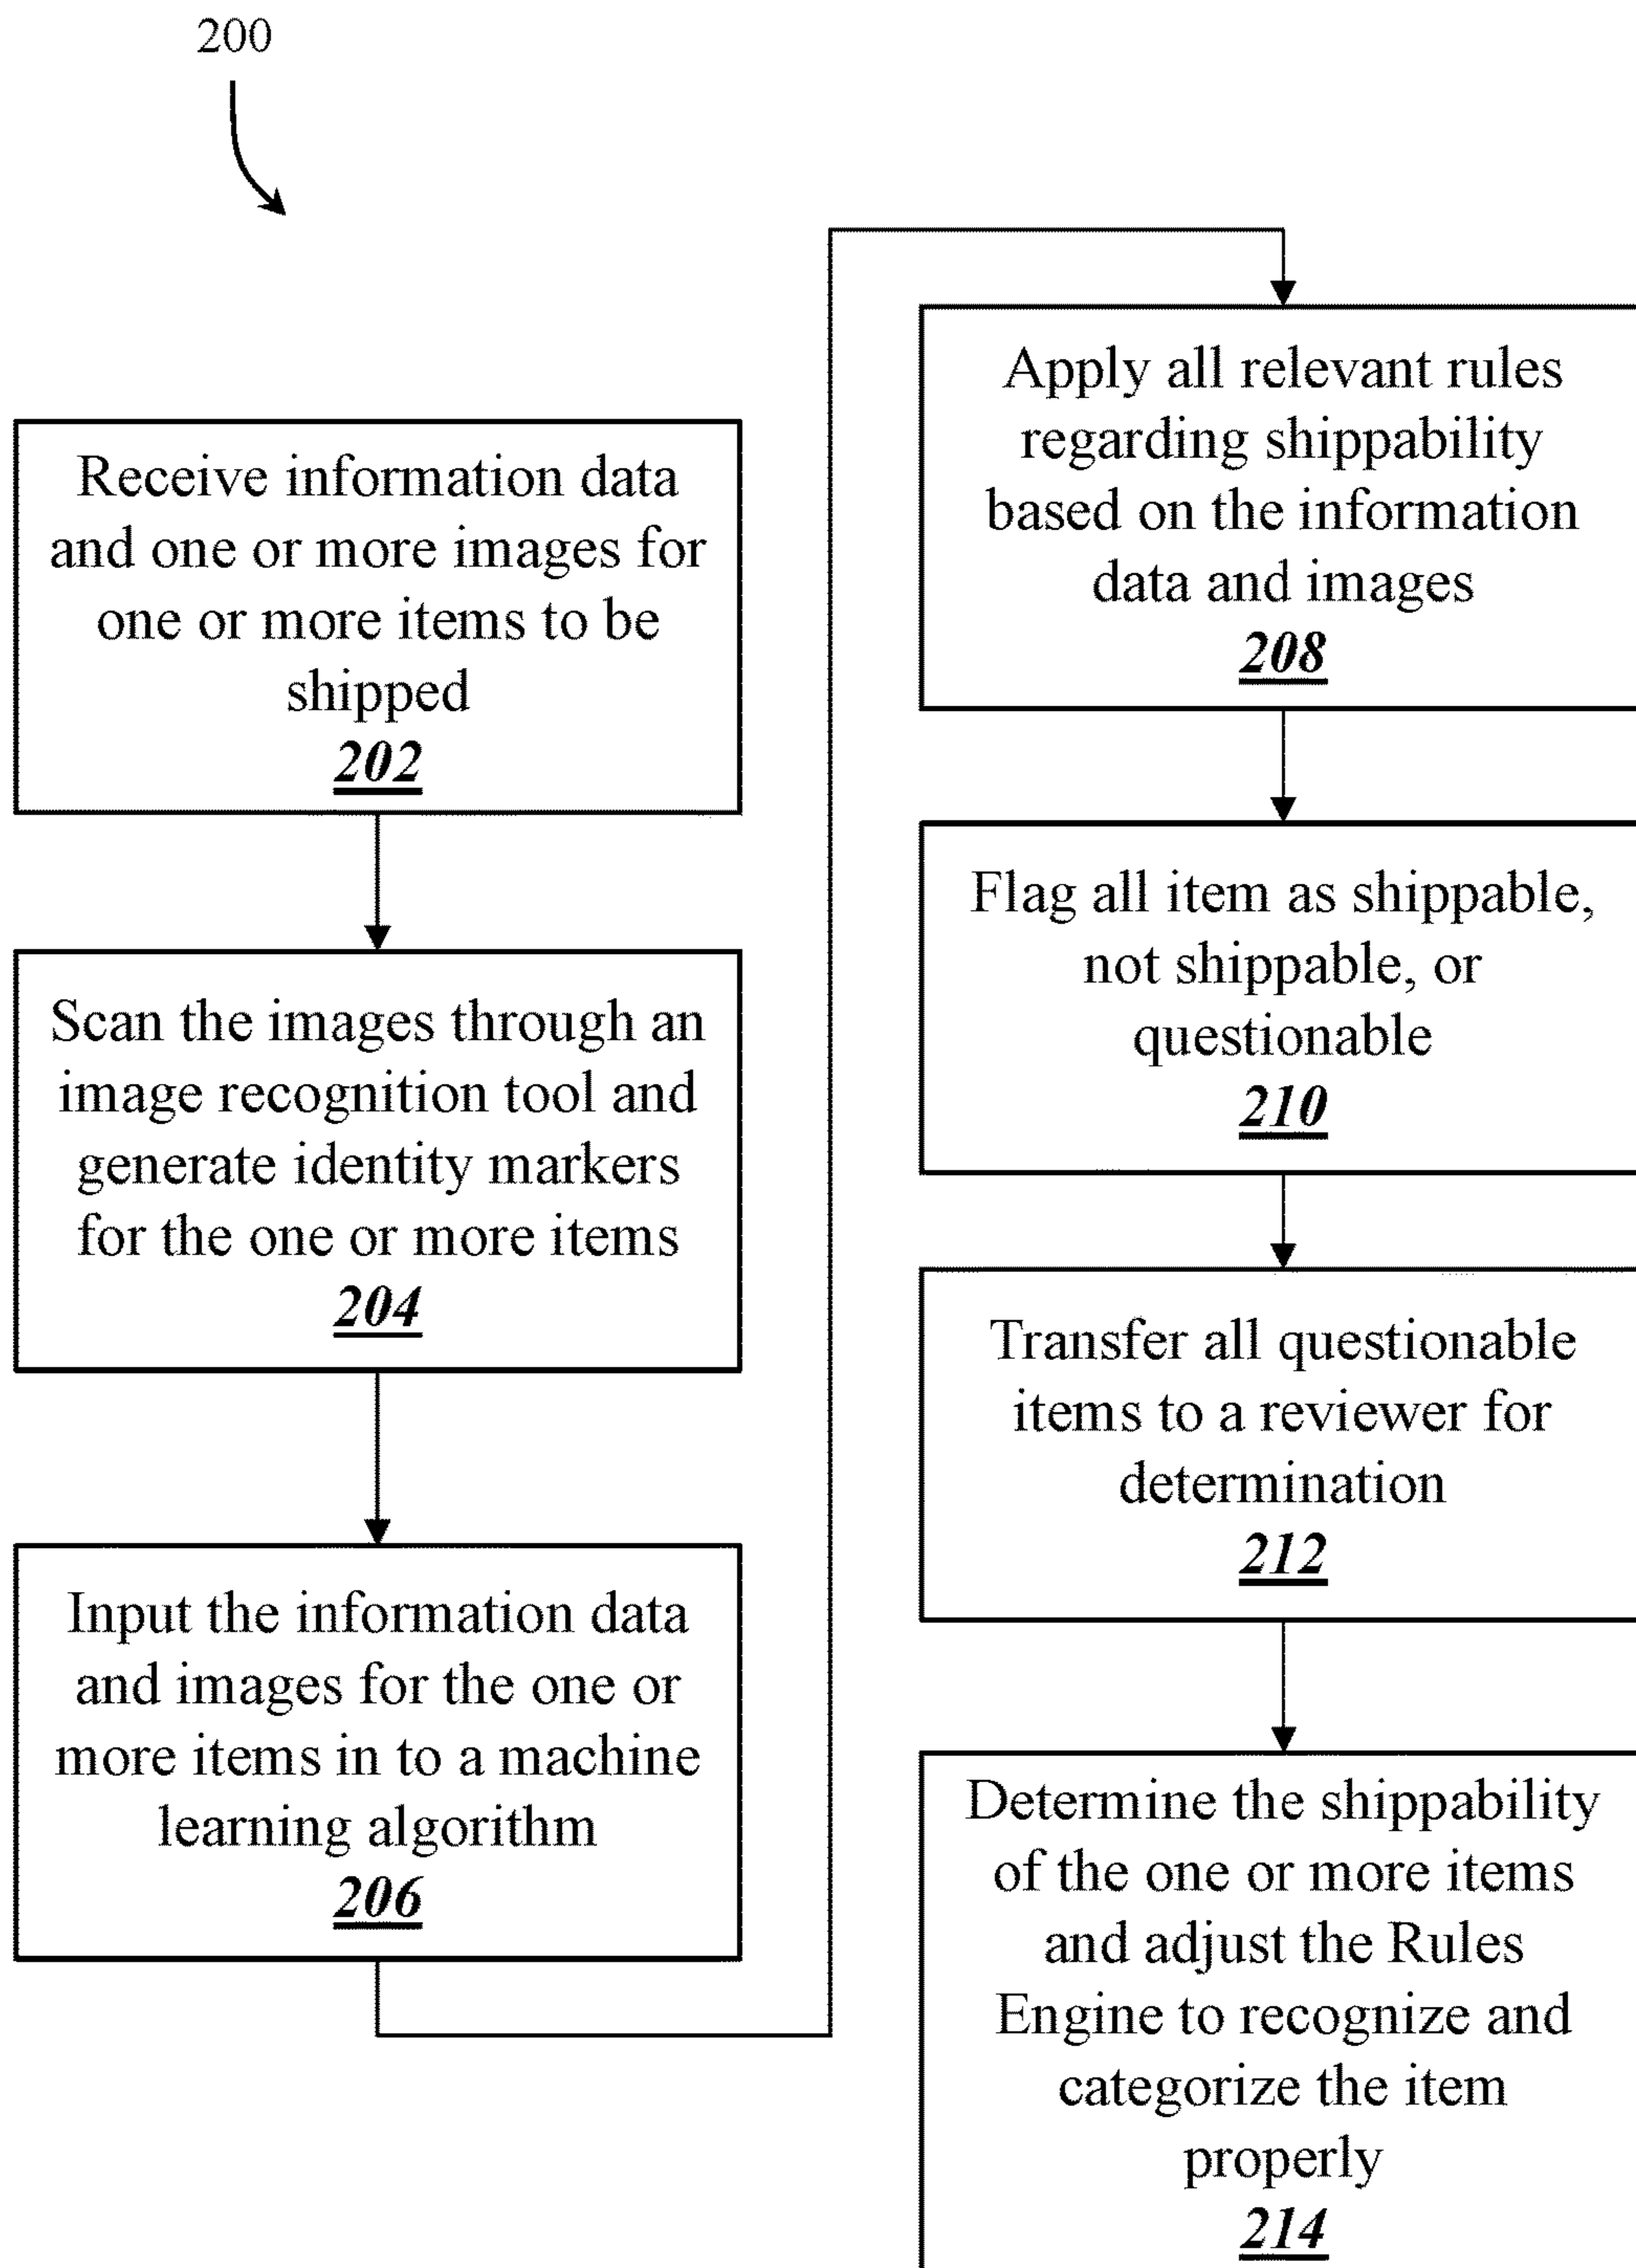 200
Receive information data
and one or more images for
one or more items to be
shipped
202
Scan the images through an
image recognition tool and
generate identity markers
for the one or more items
204
Input the information data
and images for the one or
more items in to a machine
learning algorithm
206
Apply all relevant rules
regarding shippability
based on the information
data and images
208
Flag all item as shippable,
not shippable, or
questionable
210
Transfer all questionable
items to a reviewer for
determination
212
Determine the shippability
of the one or more items
and adjust the Rules
Engine to recognize and
categorize the item
properly
214